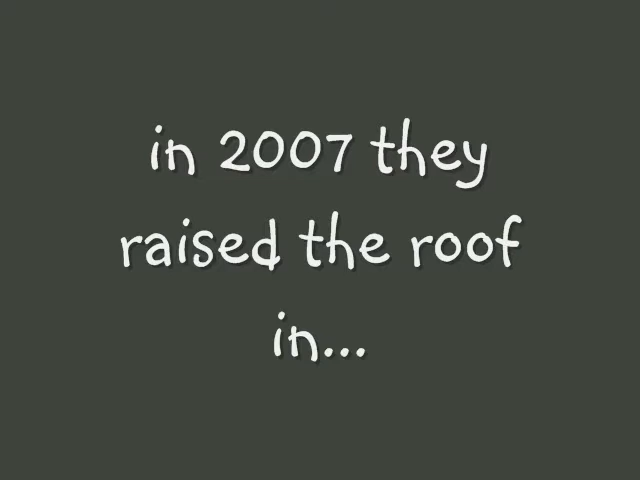 in 2007 they
raised the roof
in...